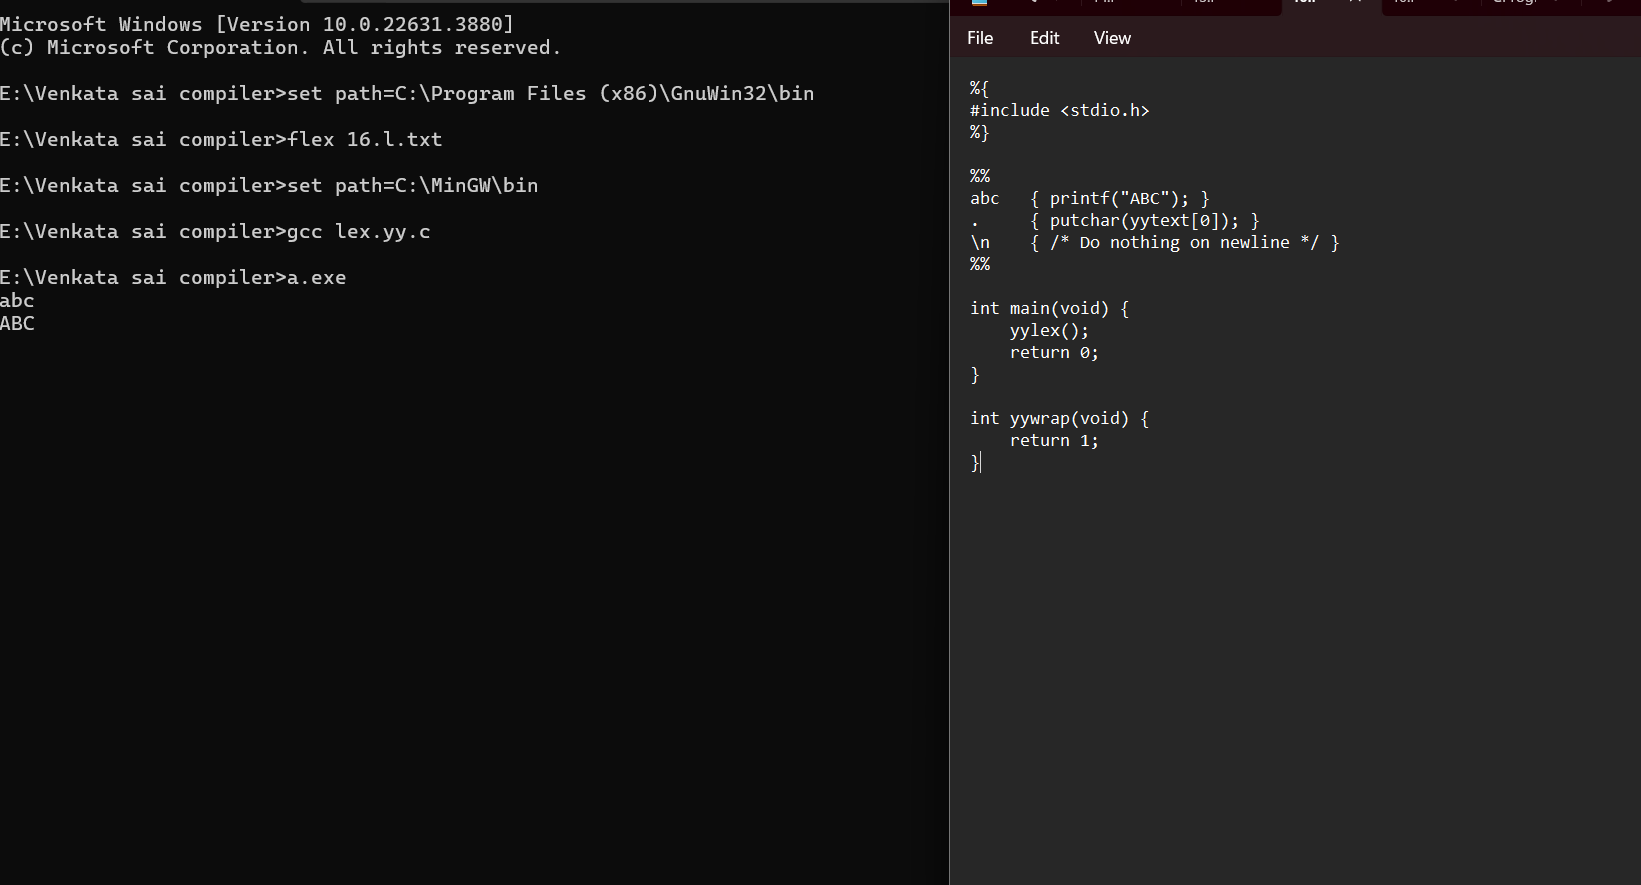 Microsoft Windows [Version 10.0.22631.3880]
(c) Microsoft Corporation. All rights reserved.
E:\Venkata sai compiler>set path=C:\Program Files (x86)\GnuWin32\bin
E:\Venkata sai compiler>flex 16.l.txt
E:\Venkata sai compiler>set path=C:\MinGW\bin
E:\Venkata sai compiler>gcc lex.yy.c
E:\Venkata sai compiler>a.exe
abc
ABC
File Edit View
%{
#include <stdio.h>
%}
%%
abc { printf("ABC"); }
. { putchar(yytext[0]); }
\n { /* Do nothing on newline */ }
%%
int main(void) {
yylex();
return 0;
}
int yywrap(void) {
return 1;
}